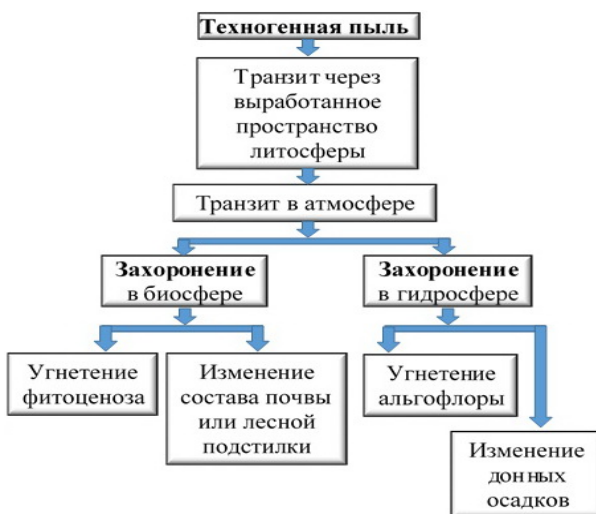 Техногенная пыль
Транзит через
выработанное
пространство
литосферы
Транзит в атмосфере
Захоронение
в биосфере
Захоронение
в гидросфере
Угнетение
фитоценоза
Изменение
состава почвы
или лесной
подстилки
Угнетение
альгофлоры
Изменение
донных
осадков